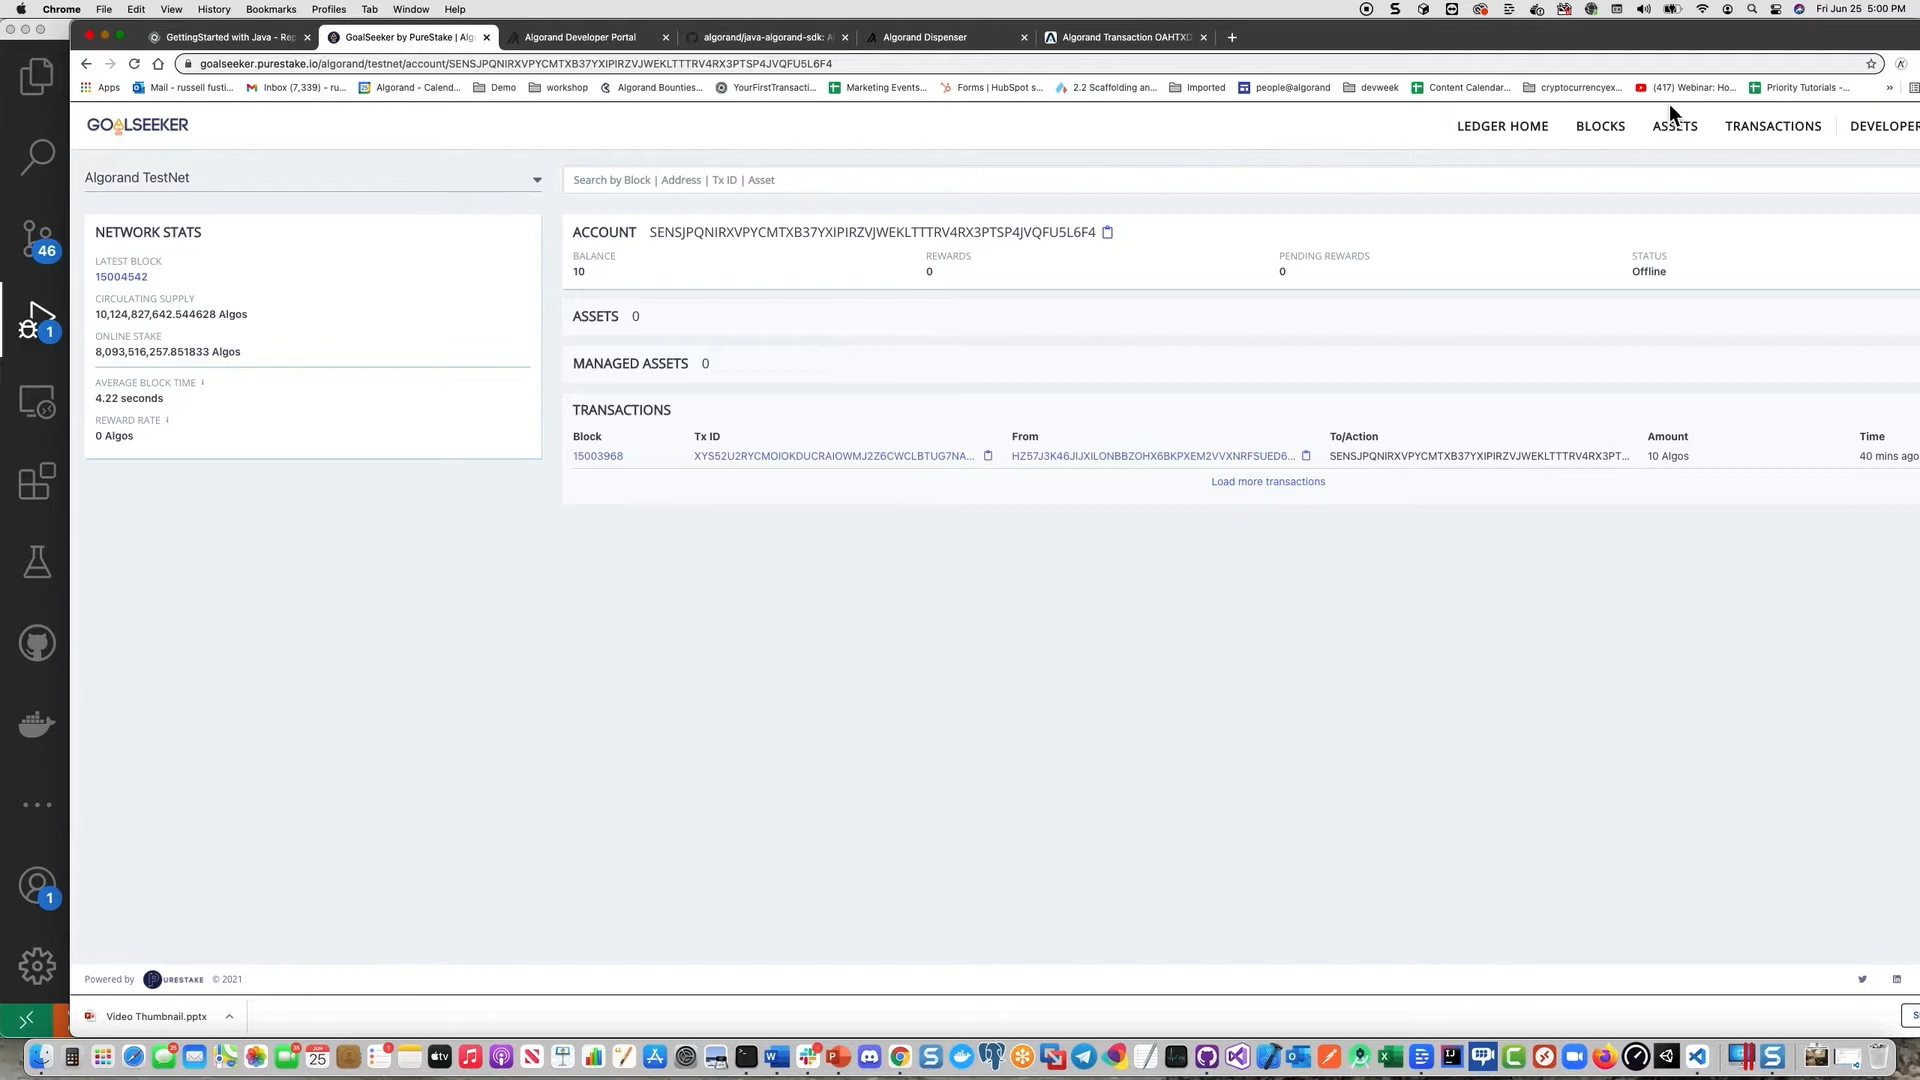 Chrome File Edit View History Bookmarks Profiles Tab Window Help Fri Jun 25 5:00 PM
GettingStarted with Java - Rep GoalSeeker by PureStake | Alg Algorand Developer Portal algorand/java-algorand-sdk: A Algorand Dispenser Algorand Transaction OAHTXD
goalseeker.purestake.io/algorand/testnet/account/SENSJPQNIRXVPYCMTXB37YXIPIRZVJWEKLTTTRV4RX3PTSP4JVQFU5L6F4
Apps Mail - russell fusti... Inbox (7,339) - ru... Algorand - Calend... Demo workshop Algorand Bounties... YourFirstTransacti... Marketing Events... Forms | HubSpot s... 2.2 Scaffolding an... Imported people@algorand devweek Content Calendar... cryptocurrencyex... (417) Webinar: Ho... Priority Tutorials -... »
GOALSEEKER
LEDGER HOME BLOCKS ASSETS TRANSACTIONS DEVELOPER
Algorand TestNet
Search by Block | Address | Tx ID | Asset
NETWORK STATS
LATEST BLOCK
15004542
CIRCULATING SUPPLY
10,124,827,642.544628 Algos
ONLINE STAKE
8,093,516,257.851833 Algos
AVERAGE BLOCK TIME
4.22 seconds
REWARD RATE
0 Algos
ACCOUNT SENSJPQNIRXVPYCMTXB37YXIPIRZVJWEKLTTTRV4RX3PTSP4JVQFU5L6F4
BALANCE REWARDS PENDING REWARDS STATUS
10 0 0 Offline
ASSETS 0
MANAGED ASSETS 0
TRANSACTIONS
Block Tx ID From To/Action Amount Time
15003968 XYS52U2RYCMOIOKDUCRAIOWMJ2Z6CWCLBTUG7NA... HZ57J3K46JIJXILONBBZOHX6BKPXEM2VVXNRFSUED6... SENSJPQNIRXVPYCMTXB37YXIPIRZVJWEKLTTTRV4RX3PT... 10 Algos 40 mins ago
Load more transactions
46
1
1
Powered by PURESTAKE © 2021
Video Thumbnail.pptx
JUN
25
tv